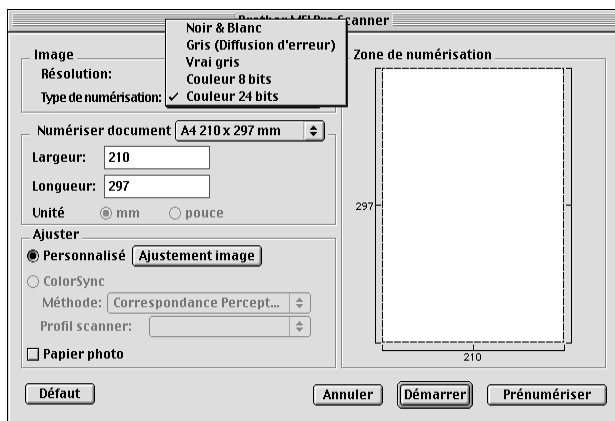 Scanner
Noir & Blanc
Gris (Diffusion d'erreur)
Vrai gris
Couleur 8 bits
✓ Couleur 24 bits
Image
Résolution:
Type de numérisation:
Numériser document A4 210 x 297 mm
Largeur: 210
Longueur: 297
Unité mm pouce
Ajuster
Personnalisé Ajustement image
ColorSync
Méthode: Correspondance Percept...
Profil scanner:
Papier photo
Zone de numérisation
297
210
Défaut Annuler Démarrer Prénumériser